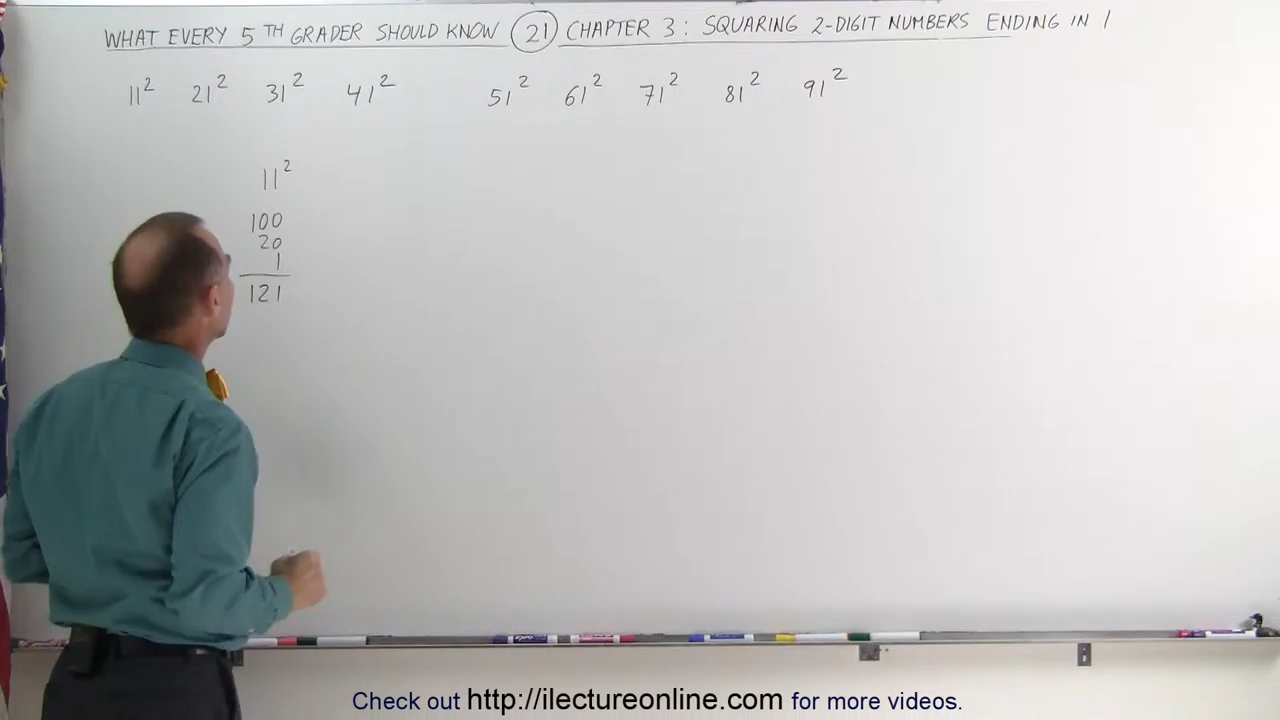 WHAT EVERY 5TH GRADER SHOULD KNOW (21) CHAPTER 3: SQUARING 2-DIGIT NUMBERS ENDING IN 1
11² 21² 31² 41² 51² 61² 71² 81² 91²
11²
100
20
1
121
Check out http://ilectureonline.com for more videos.